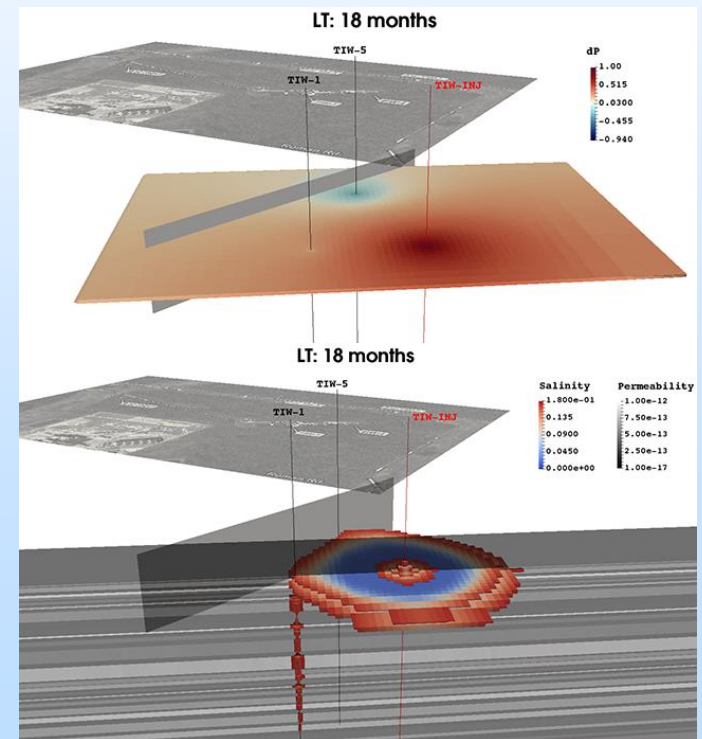 LT: 18 months
TIW-5
TIW-1
TIW-INJ
dP
1.00
0.515
0.0300
-0.455
-0.940
LT: 18 months
TIW-5
TIW-1
TIW-INJ
Salinity
1.800e-01
0.135
0.0900
0.0450
0.000e+00
Permeability
1.00e-12
7.50e-13
5.00e-13
2.50e-13
1.00e-17